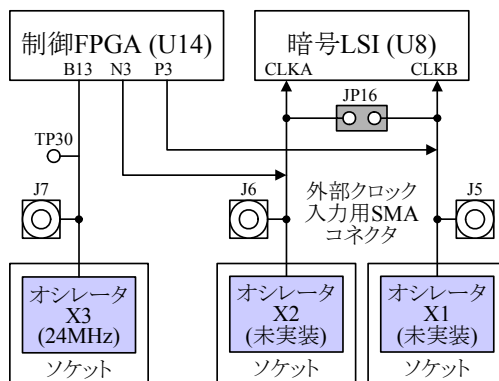 制御FPGA (U14)
B13 N3 P3
暗号LSI (U8)
CLKA CLKB
JP16
TP30
J7
J6
外部クロック
入力用SMA
コネクタ
J5
オシレータ
X3
(24MHz)
ソケット
オシレータ
X2
(未実装)
ソケット
オシレータ
X1
(未実装)
ソケット